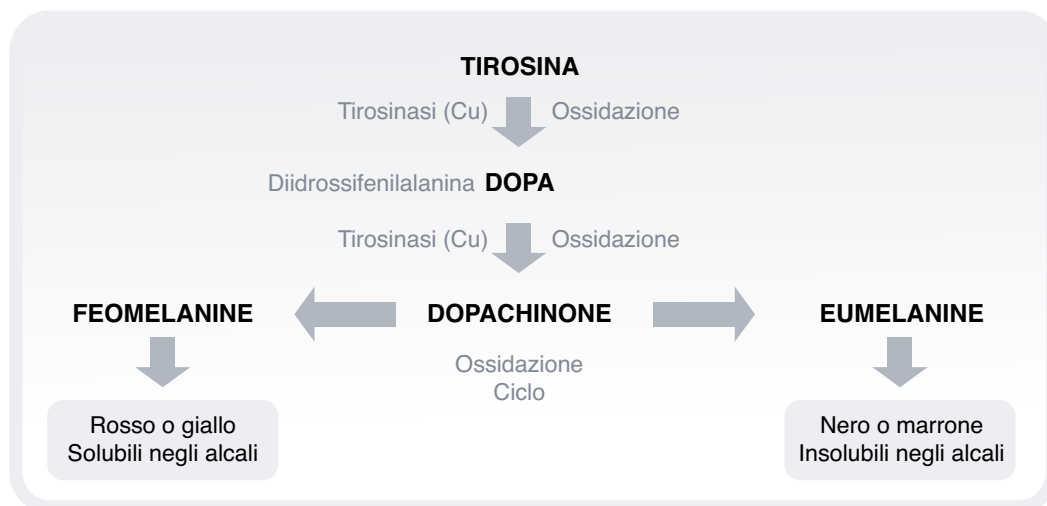 TIROSINA
Tirosinasi (Cu) Ossidazione
Diidrossifenilalanina DOPA
Tirosinasi (Cu) Ossidazione
FEOMELANINE DOPACHINONE EUMELANINE
Ossidazione
Ciclo
Rosso o giallo
Solubili negli alcali
Nero o marrone
Insolubili negli alcali